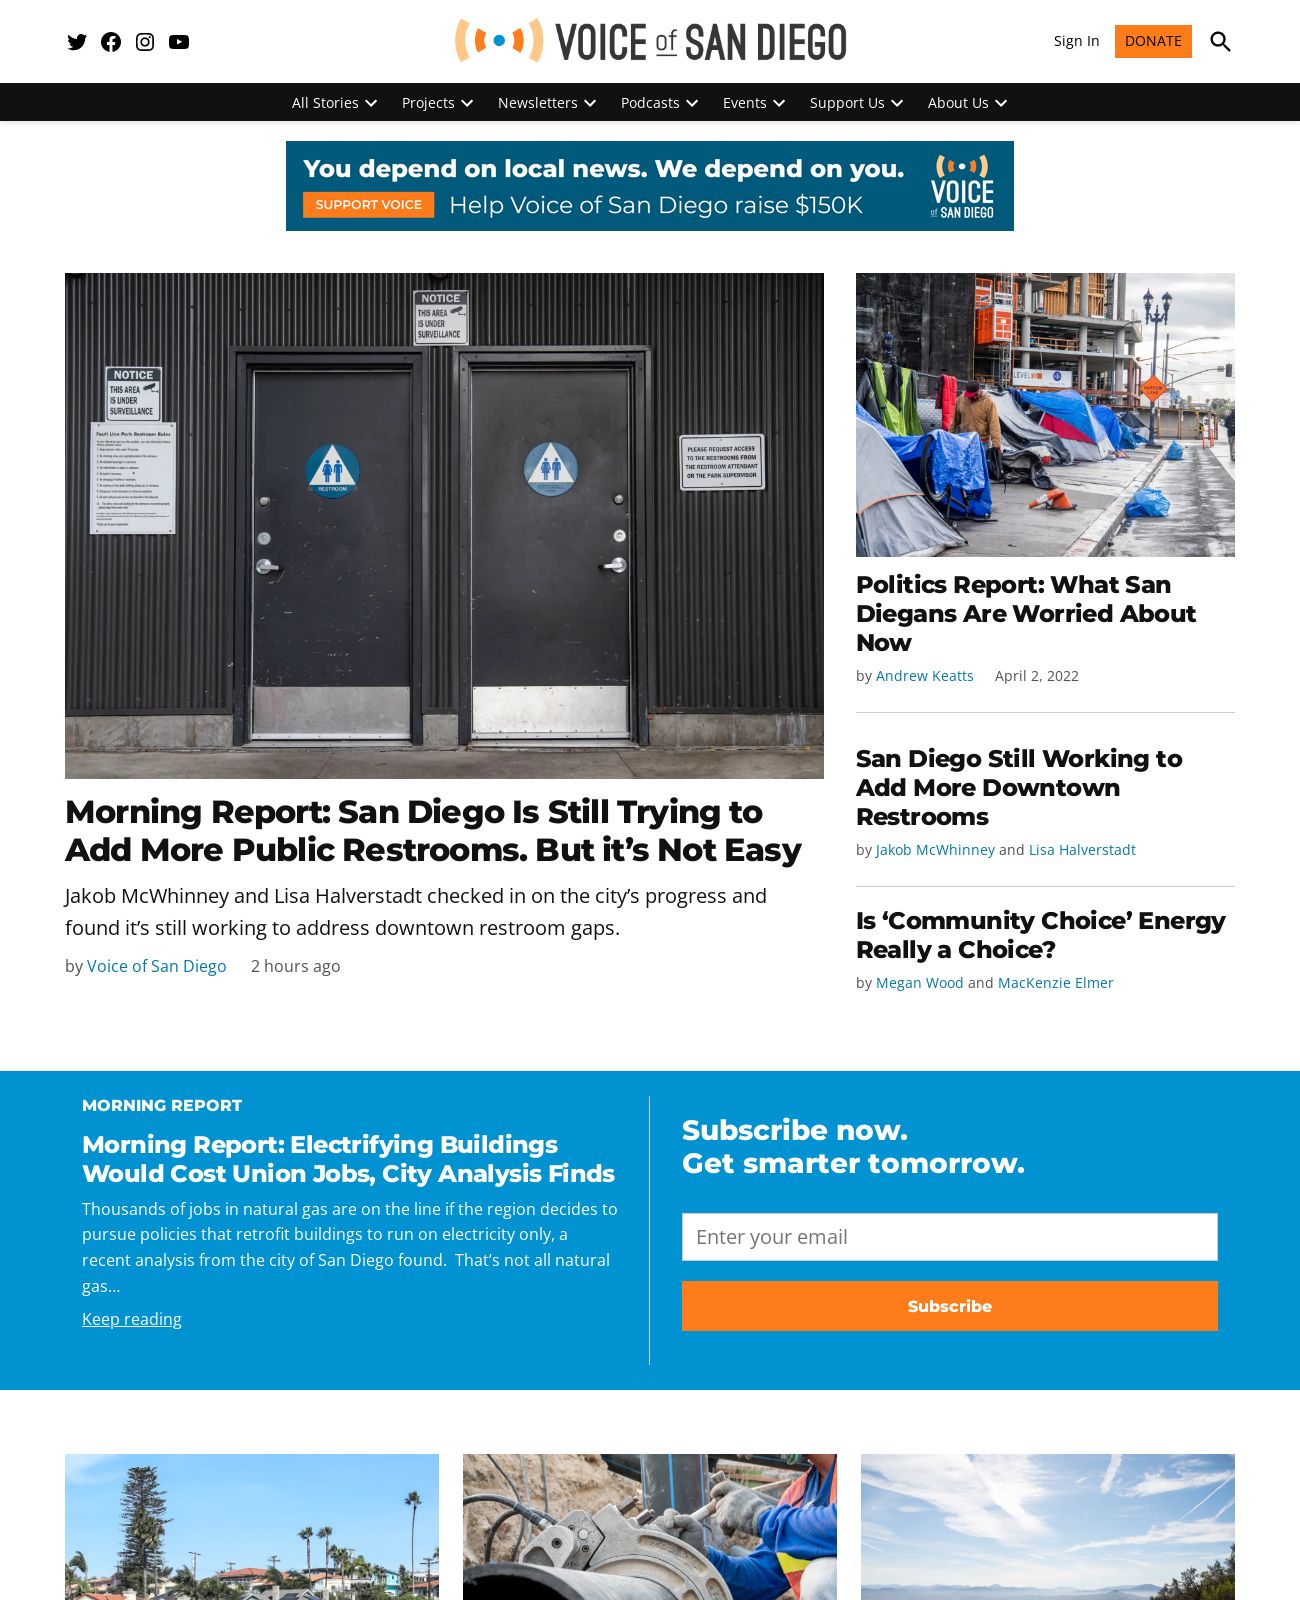 VOICE of SAN DIEGO
Sign In
DONATE
All Stories
Projects
Newsletters
Podcasts
Events
Support Us
About Us
You depend on local news. We depend on you.
SUPPORT VOICE
Help Voice of San Diego raise $150K
VOICE
of SAN DIEGO
NOTICE
THIS AREA
IS UNDER
SURVEILLANCE
NOTICE
THIS AREA
IS UNDER
SURVEILLANCE
Fault Line Park Restroom Rules
RESTROOM
PLEASE REQUEST ACCESS
TO THE RESTROOMS FROM
THE RESTROOM ATTENDANT
OR THE PARK SUPERVISOR
Morning Report: San Diego Is Still Trying to
Add More Public Restrooms. But it’s Not Easy
Jakob McWhinney and Lisa Halverstadt checked in on the city’s progress and
found it’s still working to address downtown restroom gaps.
by Voice of San Diego 2 hours ago
LEVEL
NARROW
LANE
Politics Report: What San
Diegans Are Worried About
Now
by Andrew Keatts April 2, 2022
San Diego Still Working to
Add More Downtown
Restrooms
by Jakob McWhinney and Lisa Halverstadt
Is ‘Community Choice’ Energy
Really a Choice?
by Megan Wood and MacKenzie Elmer
MORNING REPORT
Morning Report: Electrifying Buildings
Would Cost Union Jobs, City Analysis Finds
Thousands of jobs in natural gas are on the line if the region decides to
pursue policies that retrofit buildings to run on electricity only, a
recent analysis from the city of San Diego found.  That’s not all natural
gas…
Keep reading
Subscribe now.
Get smarter tomorrow.
Enter your email
Subscribe